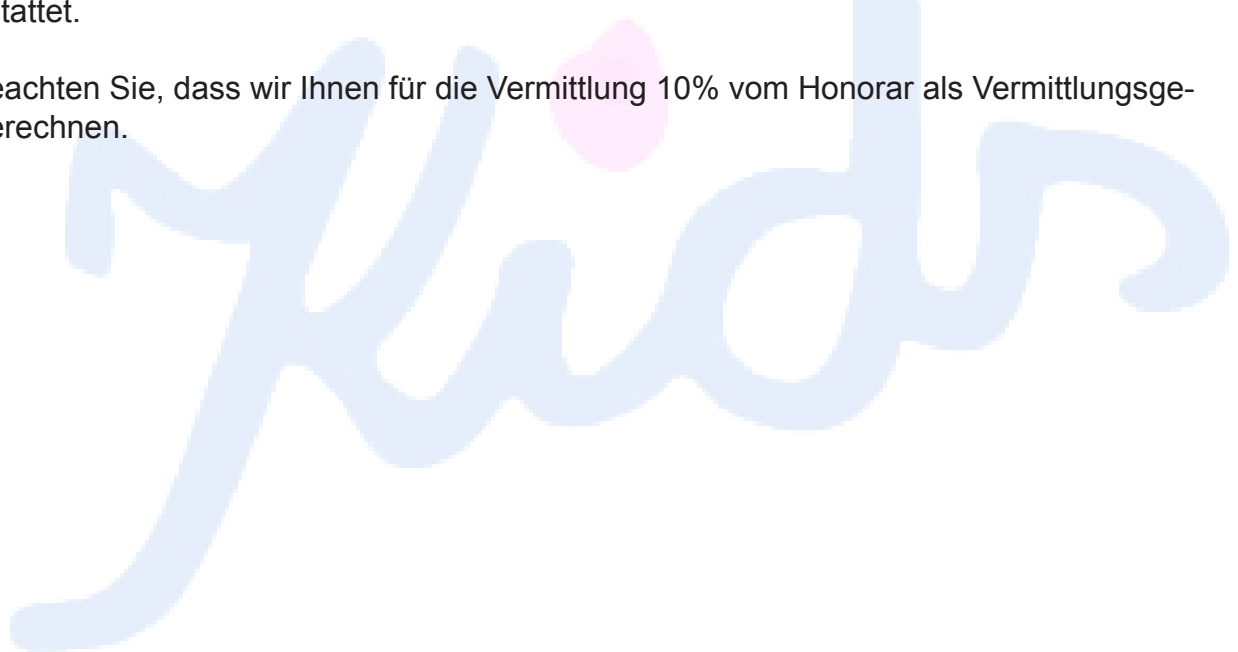 tattet.
eachten Sie, dass wir Ihnen für die Vermittlung 10% vom Honorar als Vermittlungsge-
erechnen.
Kids